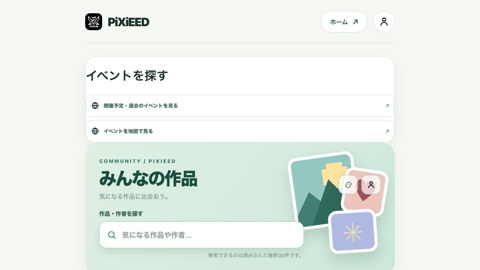 PiXiEED
ホーム
イベントを探す
開催予定・過去のイベントを見る
イベントを地図で見る
COMMUNITY / PIXIEED
みんなの作品
気になる作品に出会おう。
作品・作者を探す
気になる作品や作者...
検索できるのは読み込んだ最新32件です。